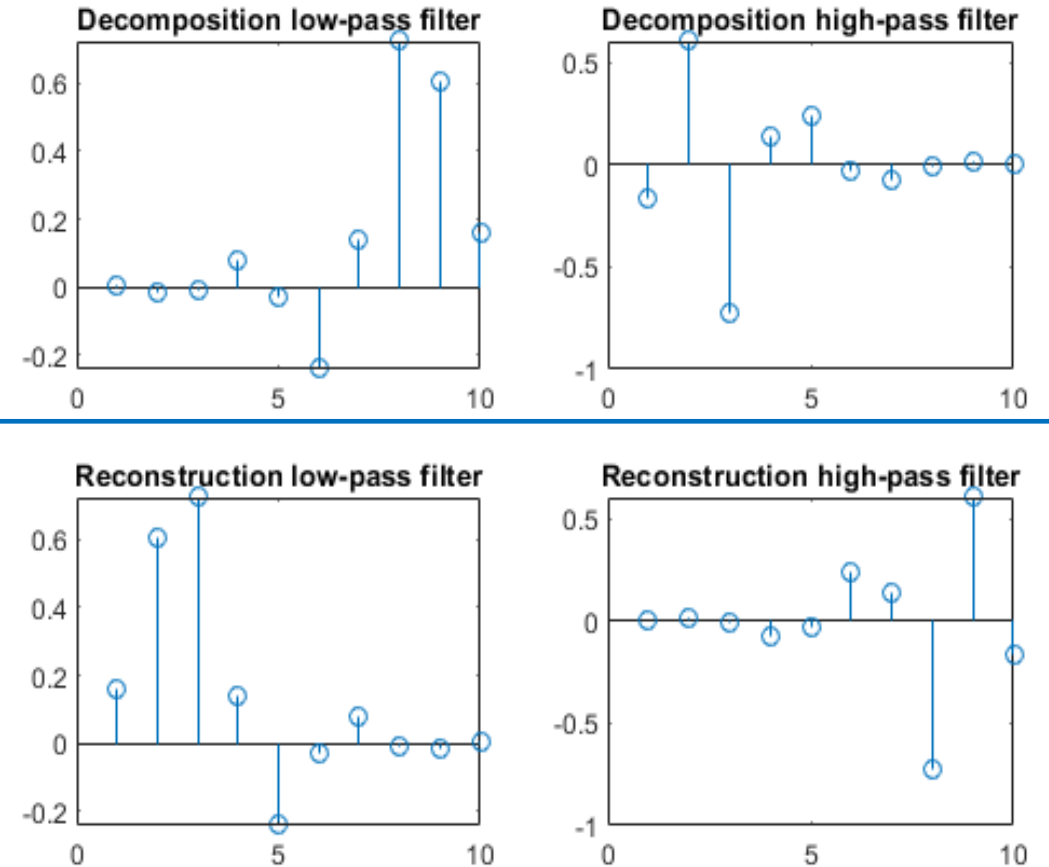 Decomposition low-pass filter
0.6
0.4
0.2
0
-0.2
0 5 10
Decomposition high-pass filter
0.5
0
-0.5
-1
0 5 10
Reconstruction low-pass filter
0.6
0.4
0.2
0
-0.2
0 5 10
Reconstruction high-pass filter
0.5
0
-0.5
-1
0 5 10